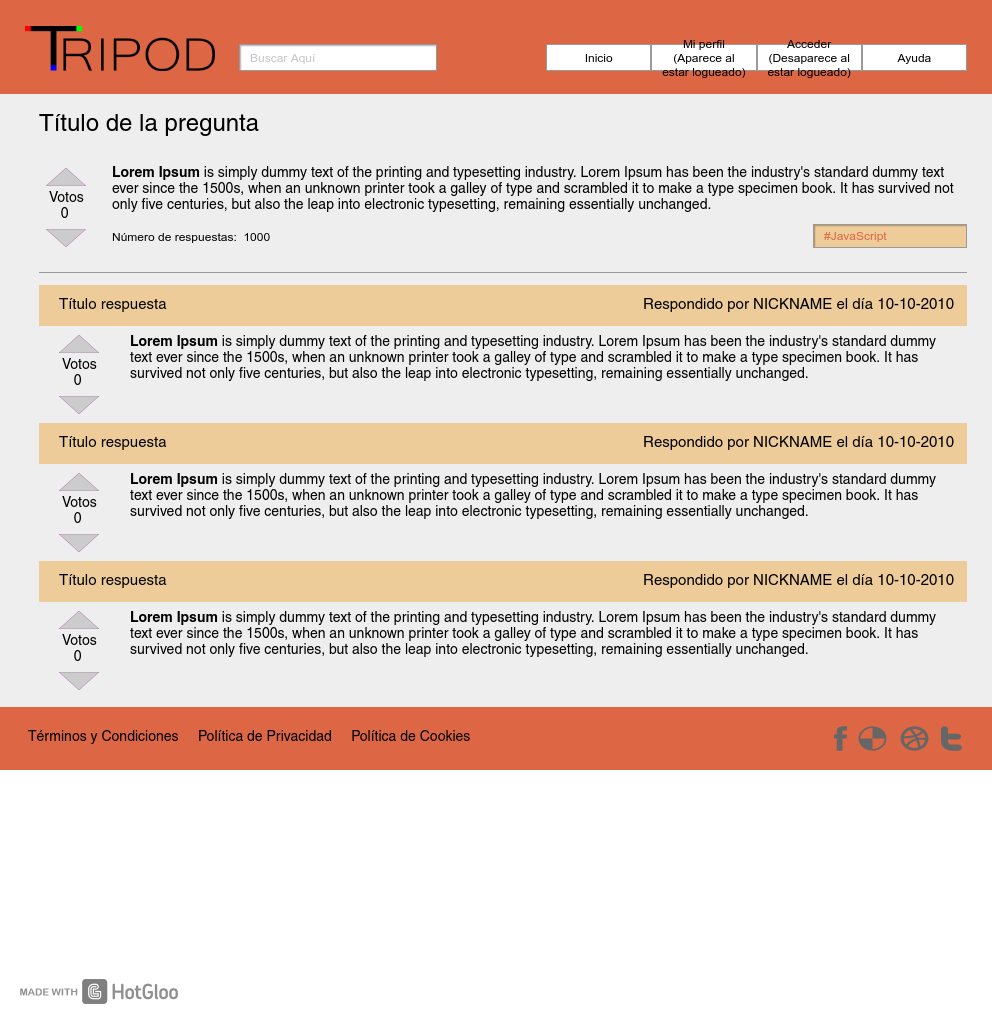 TRIPOD
Buscar Aquí
Inicio
Mi perfil
(Aparece al
estar logueado)
Acceder
(Desaparece al
estar logueado)
Ayuda
Título de la pregunta
Votos
0
Lorem Ipsum is simply dummy text of the printing and typesetting industry. Lorem Ipsum has been the industry's standard dummy text
ever since the 1500s, when an unknown printer took a galley of type and scrambled it to make a type specimen book. It has survived not
only five centuries, but also the leap into electronic typesetting, remaining essentially unchanged.
Número de respuestas: 1000
#JavaScript
Título respuesta
Respondido por NICKNAME el día 10-10-2010
Votos
0
Lorem Ipsum is simply dummy text of the printing and typesetting industry. Lorem Ipsum has been the industry's standard dummy
text ever since the 1500s, when an unknown printer took a galley of type and scrambled it to make a type specimen book. It has
survived not only five centuries, but also the leap into electronic typesetting, remaining essentially unchanged.
Título respuesta
Respondido por NICKNAME el día 10-10-2010
Votos
0
Lorem Ipsum is simply dummy text of the printing and typesetting industry. Lorem Ipsum has been the industry's standard dummy
text ever since the 1500s, when an unknown printer took a galley of type and scrambled it to make a type specimen book. It has
survived not only five centuries, but also the leap into electronic typesetting, remaining essentially unchanged.
Título respuesta
Respondido por NICKNAME el día 10-10-2010
Votos
0
Lorem Ipsum is simply dummy text of the printing and typesetting industry. Lorem Ipsum has been the industry's standard dummy
text ever since the 1500s, when an unknown printer took a galley of type and scrambled it to make a type specimen book. It has
survived not only five centuries, but also the leap into electronic typesetting, remaining essentially unchanged.
Términos y Condiciones
Política de Privacidad
Política de Cookies
MADE WITH HotGloo